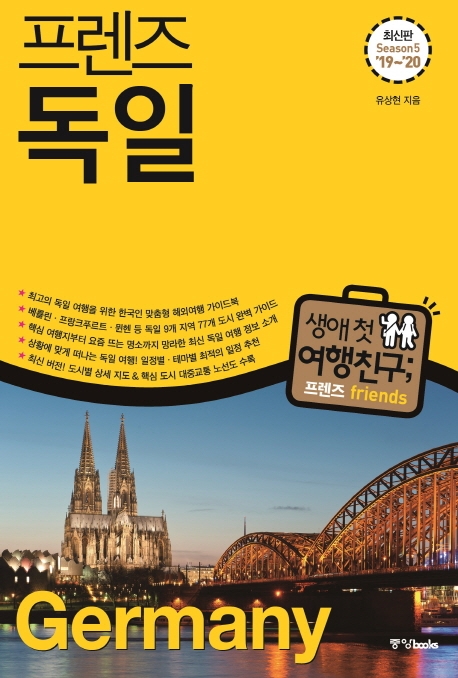 프렌즈
독일
최신판
Season 5
'19~'20
유상현 지음
★ 최고의 독일 여행을 위한 한국인 맞춤형 해외여행 가이드북
★ 베를린·프랑크푸르트·뮌헨 등 독일 9개 지역 77개 도시 완벽 가이드
★ 핵심 여행지부터 요즘 뜨는 명소까지 망라한 최신 독일 여행 정보 소개
★ 상황에 맞게 떠나는 독일 여행! 일정별·테마별 최적의 일정 추천
★ 최신 버전! 도시별 상세 지도 & 핵심 도시 대중교통 노선도 수록
생애 첫
여행친구;
프렌즈 friends
Germany
중앙books